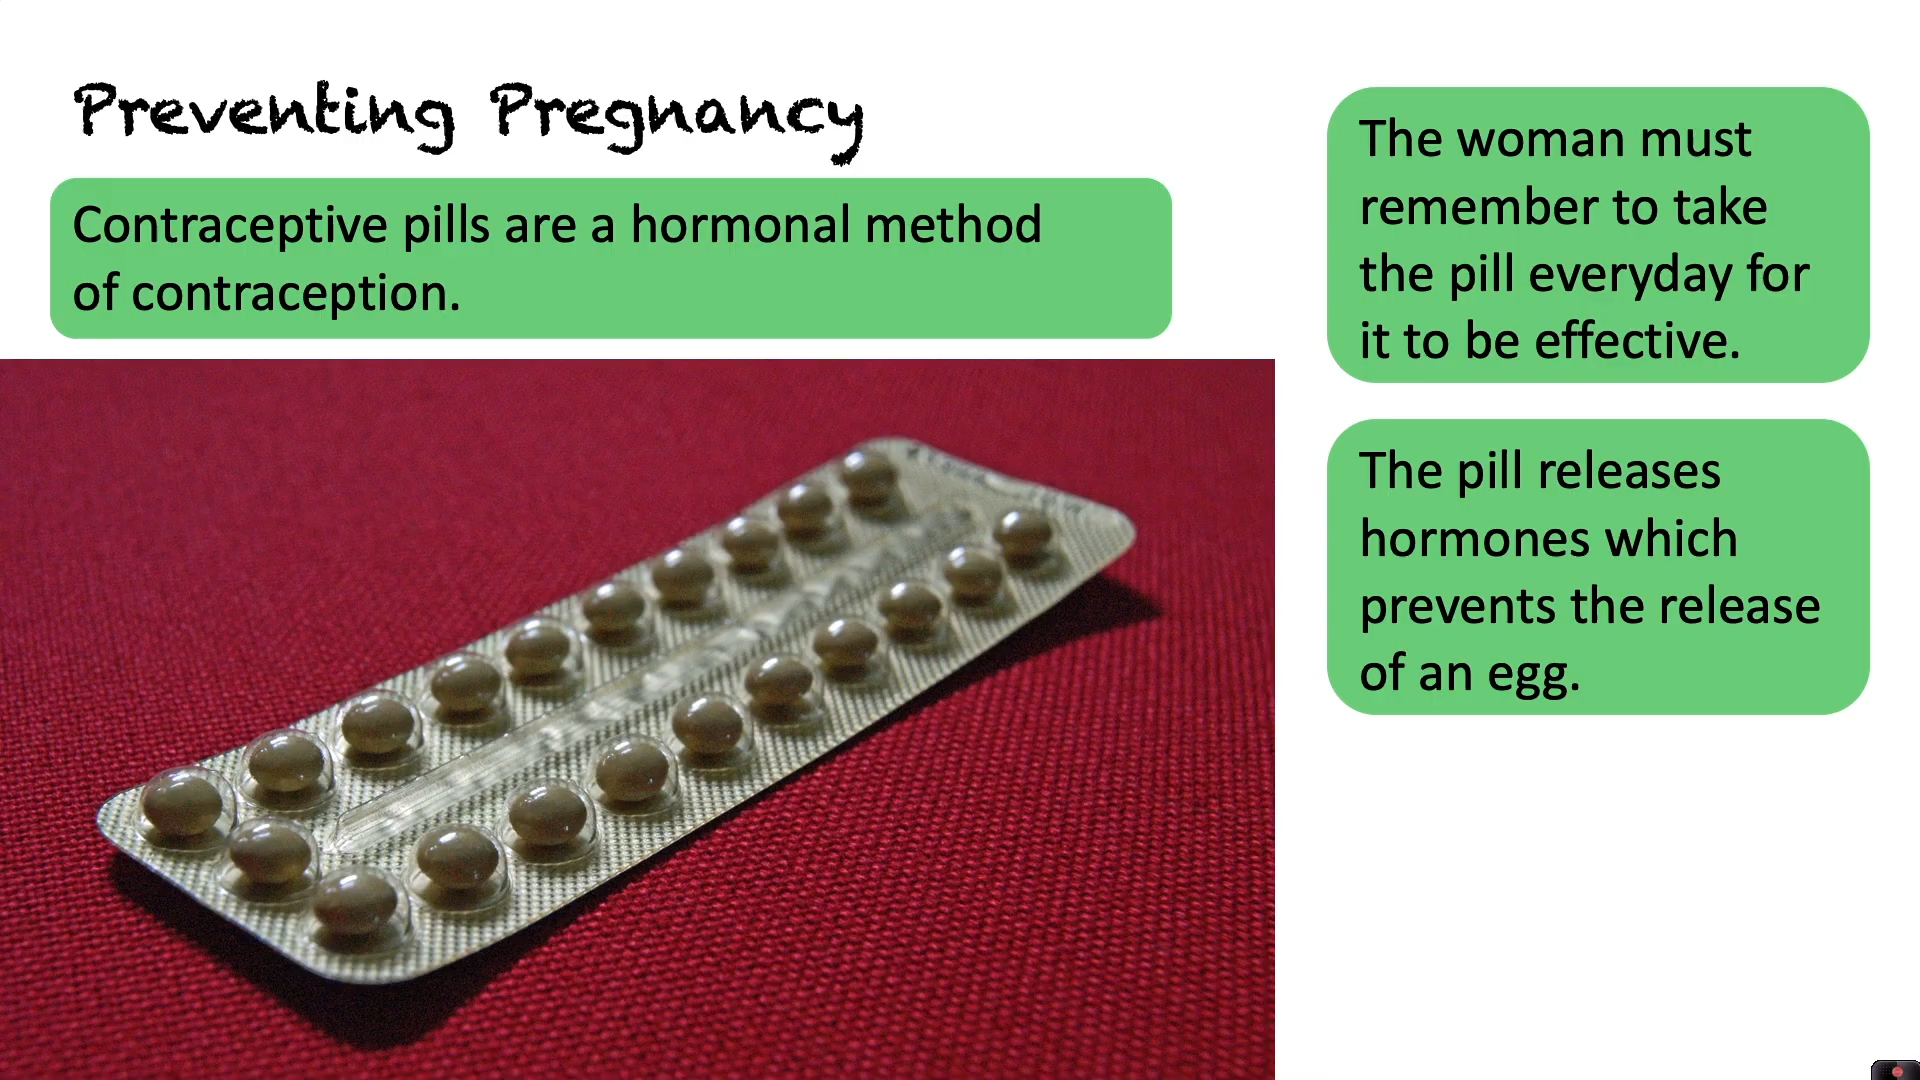 Preventing Pregnancy
Contraceptive pills are a hormonal method
of contraception.
The woman must
remember to take
the pill everyday for
it to be effective.
The pill releases
hormones which
prevents the release
of an egg.